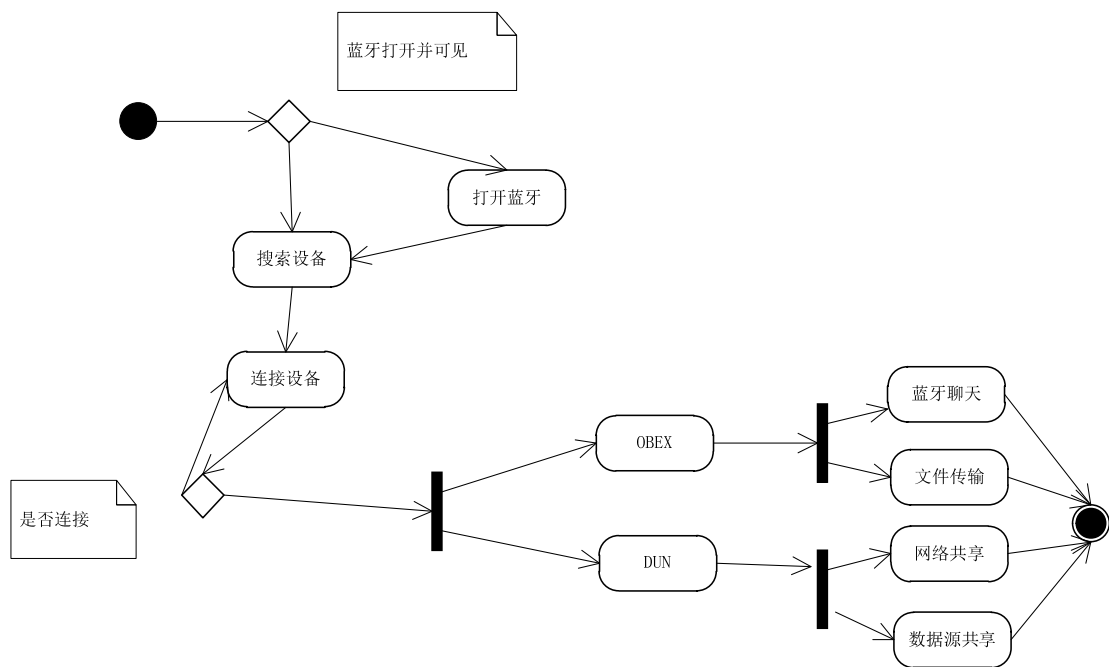 蓝牙打开并可见
打开蓝牙
搜索设备
连接设备
是否连接
OBEX
DUN
蓝牙聊天
文件传输
网络共享
数据源共享